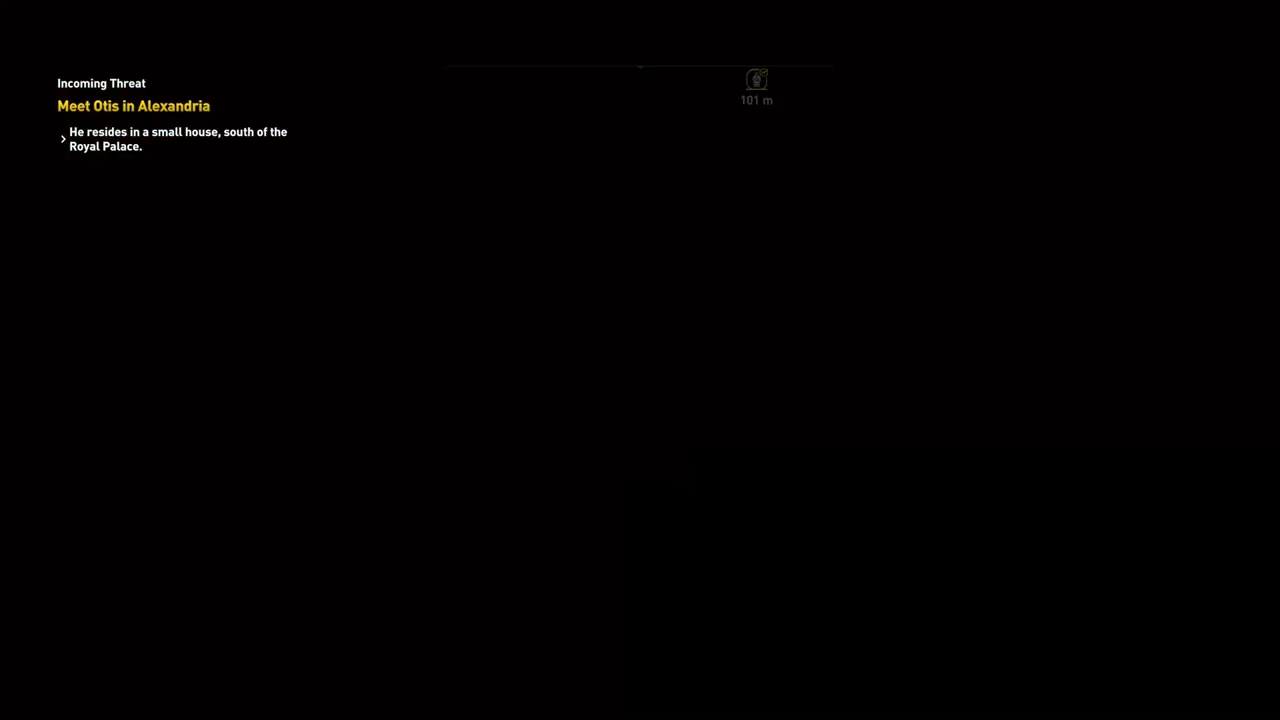 Incoming Threat
Meet Otis in Alexandria
He resides in a small house, south of the
Royal Palace.
101 m